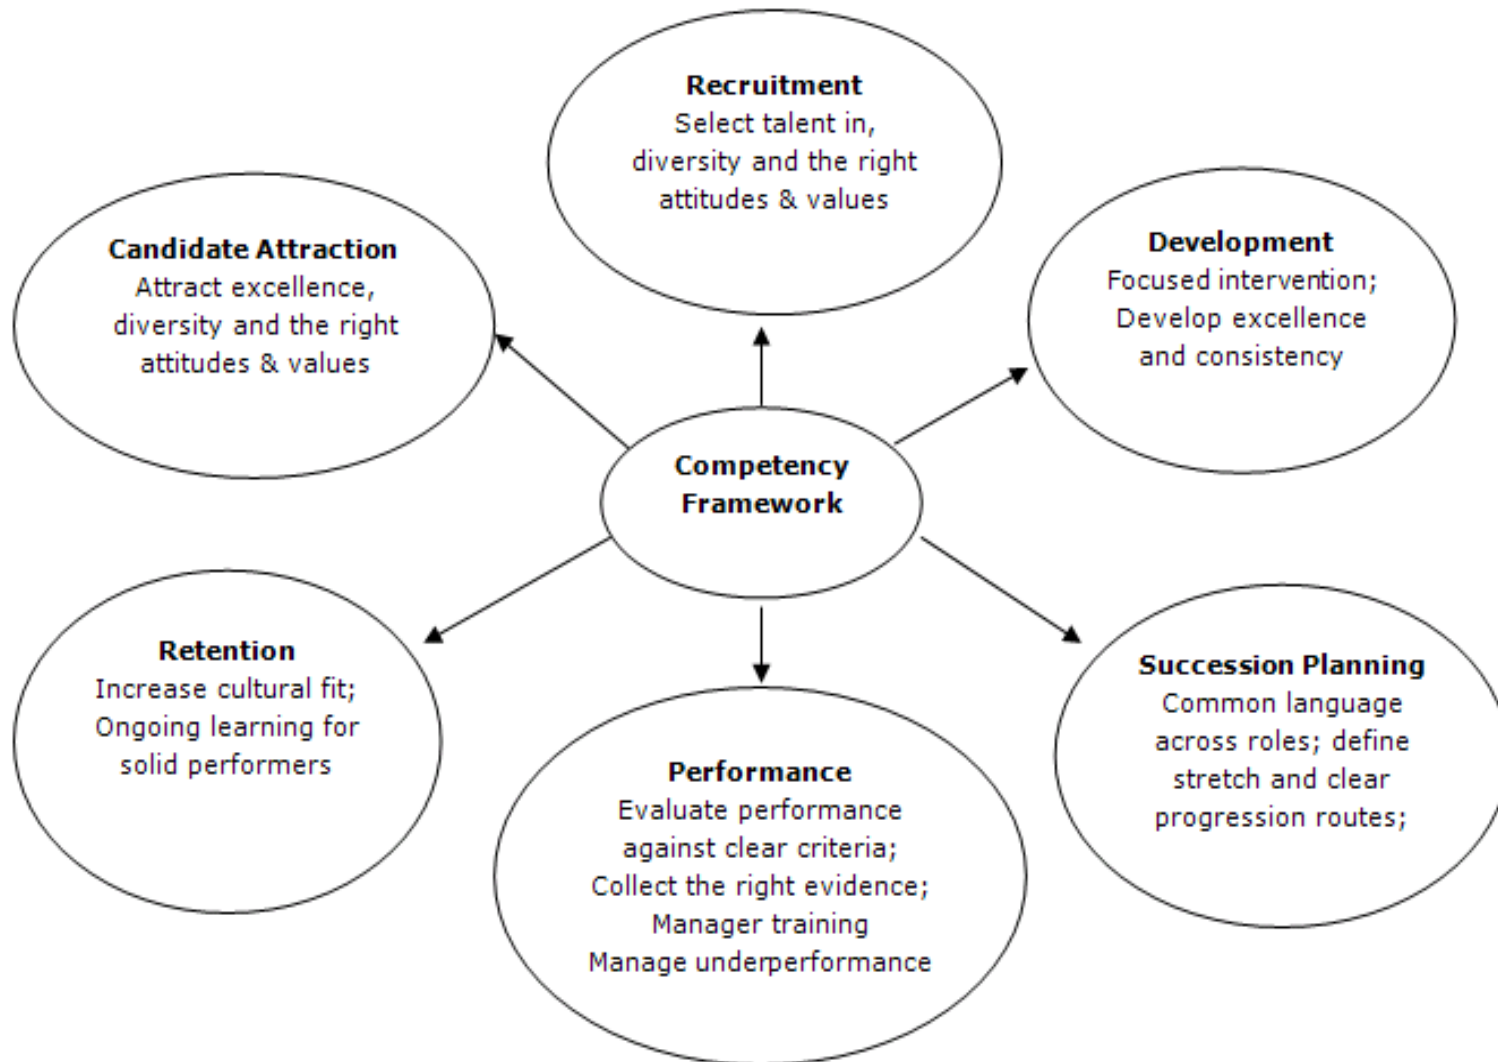 Recruitment
Select talent in,
diversity and the right
attitudes & values
Candidate Attraction
Attract excellence,
diversity and the right
attitudes & values
Development
Focused intervention;
Develop excellence
and consistency
Competency
Framework
Retention
Increase cultural fit;
Ongoing learning for
solid performers
Performance
Evaluate performance
against clear criteria;
Collect the right evidence;
Manager training
Manage underperformance
Succession Planning
Common language
across roles; define
stretch and clear
progression routes;